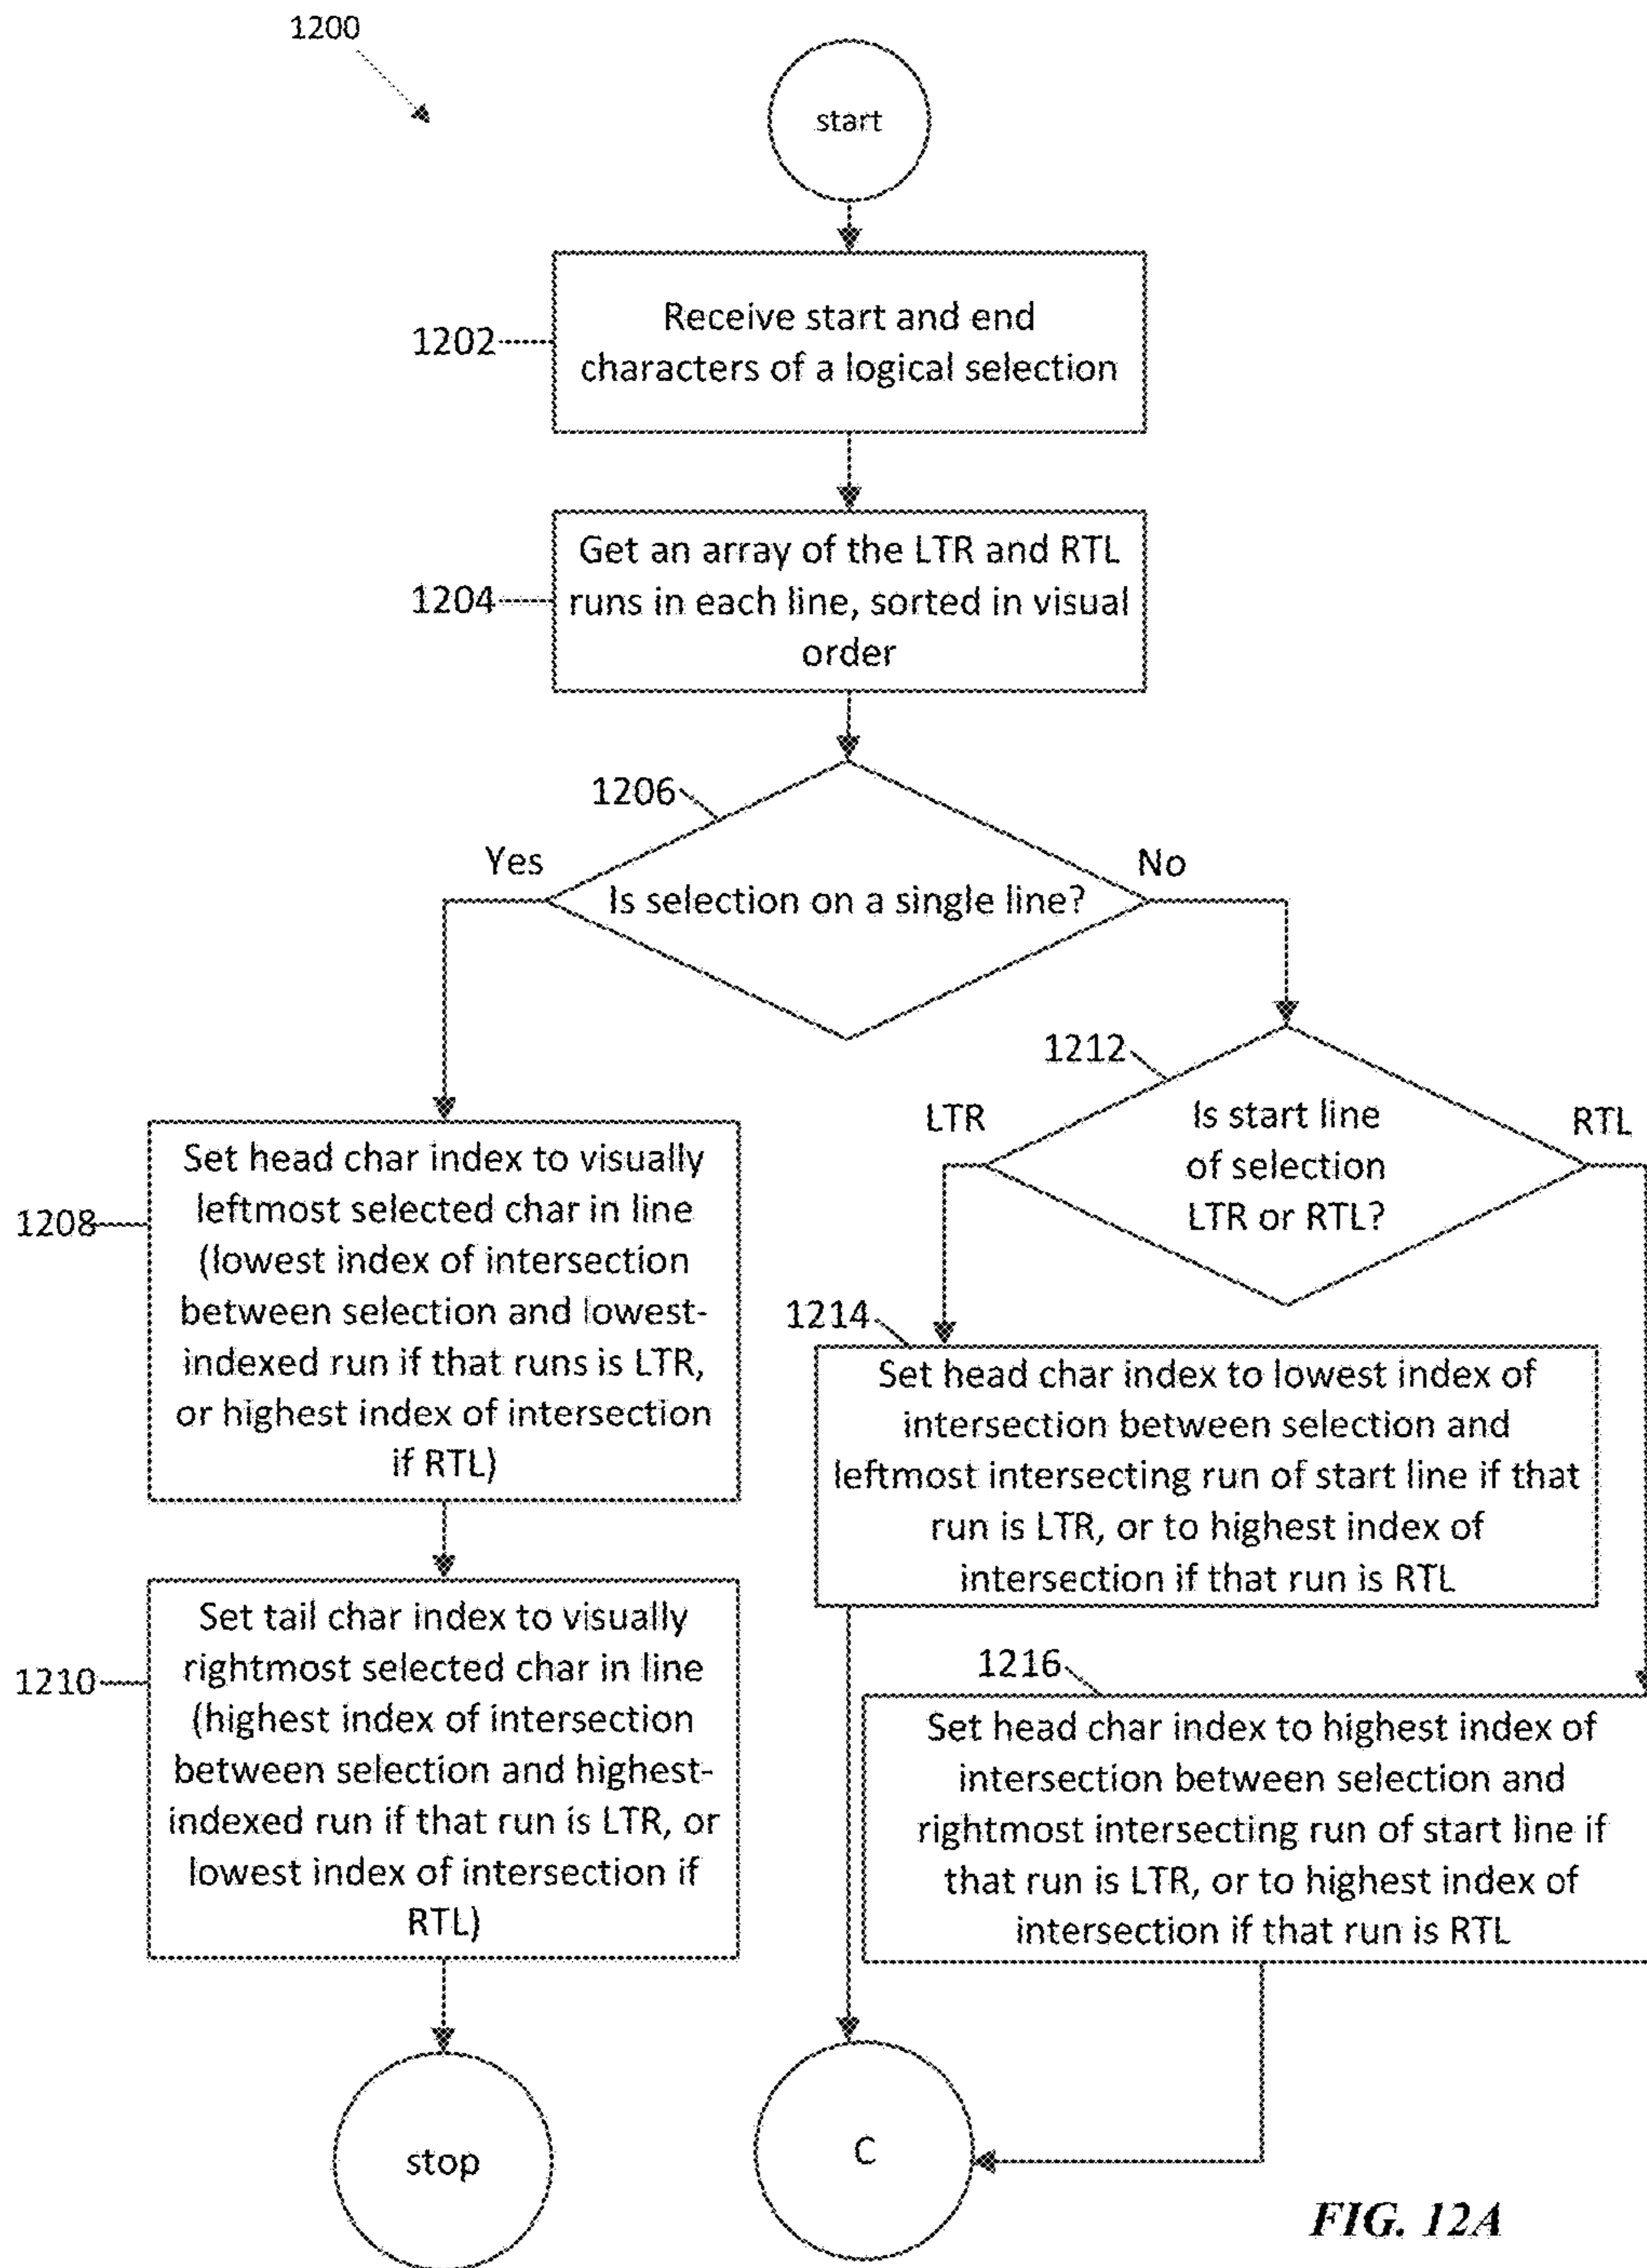 1200
start
1202
Receive start and end
characters of a logical selection
1204
Get an array of the LTR and RTL
runs in each line, sorted in visual
order
1206
Yes
No
Is selection on a single line?
1212
LTR
RTL
Is start line
of selection
LTR or RTL?
1208
Set head char index to visually
leftmost selected char in line
(lowest index of intersection
between selection and lowest-
indexed run if that runs is LTR,
or highest index of intersection
if RTL)
1214
Set head char index to lowest index of
intersection between selection and
leftmost intersecting run of start line if that
run is LTR, or to highest index of
intersection if that run is RTL
1210
Set tail char index to visually
rightmost selected char in line
(highest index of intersection
between selection and highest-
indexed run if that run is LTR, or
lowest index of intersection if
RTL)
1216
Set head char index to highest index of
intersection between selection and
rightmost intersecting run of start line if
that run is LTR, or to highest index of
intersection if that run is RTL
stop
C
FIG. 12A